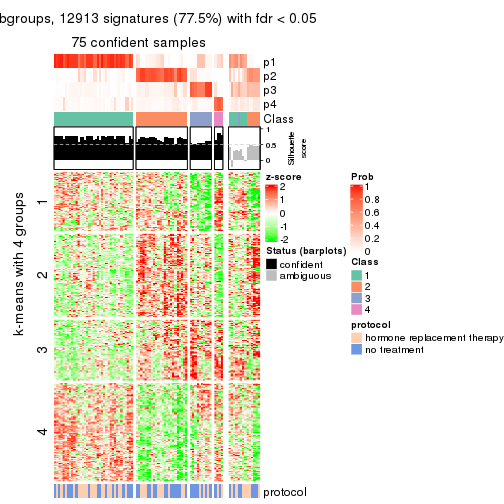 bgroups, 12913 signatures (77.5%) with fdr < 0.05
75 confident samples
p1
p2
p3
p4
Class
1
0.5
0
Silhouette
score
k-means with 4 groups
1
2
3
4
z-score
2
1
0
-1
-2
Status (barplots)
confident
ambiguous
Prob
1
0.8
0.6
0.4
0.2
0
Class
1
2
3
4
protocol
hormone replacement therapy
no treatment
protocol